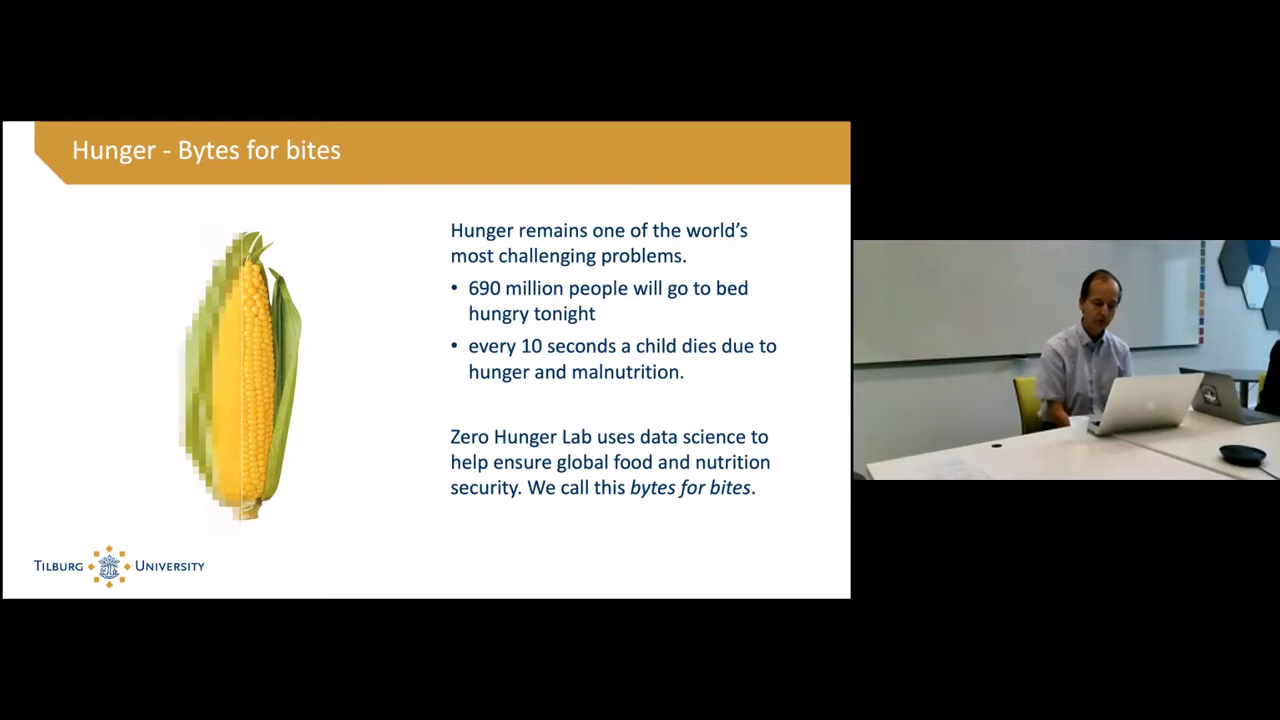 Hunger - Bytes for bites
Hunger remains one of the world's
most challenging problems.
• 690 million people will go to bed
hungry tonight
• every 10 seconds a child dies due to
hunger and malnutrition.
Zero Hunger Lab uses data science to
help ensure global food and nutrition
security. We call this bytes for bites.
TILBURG UNIVERSITY